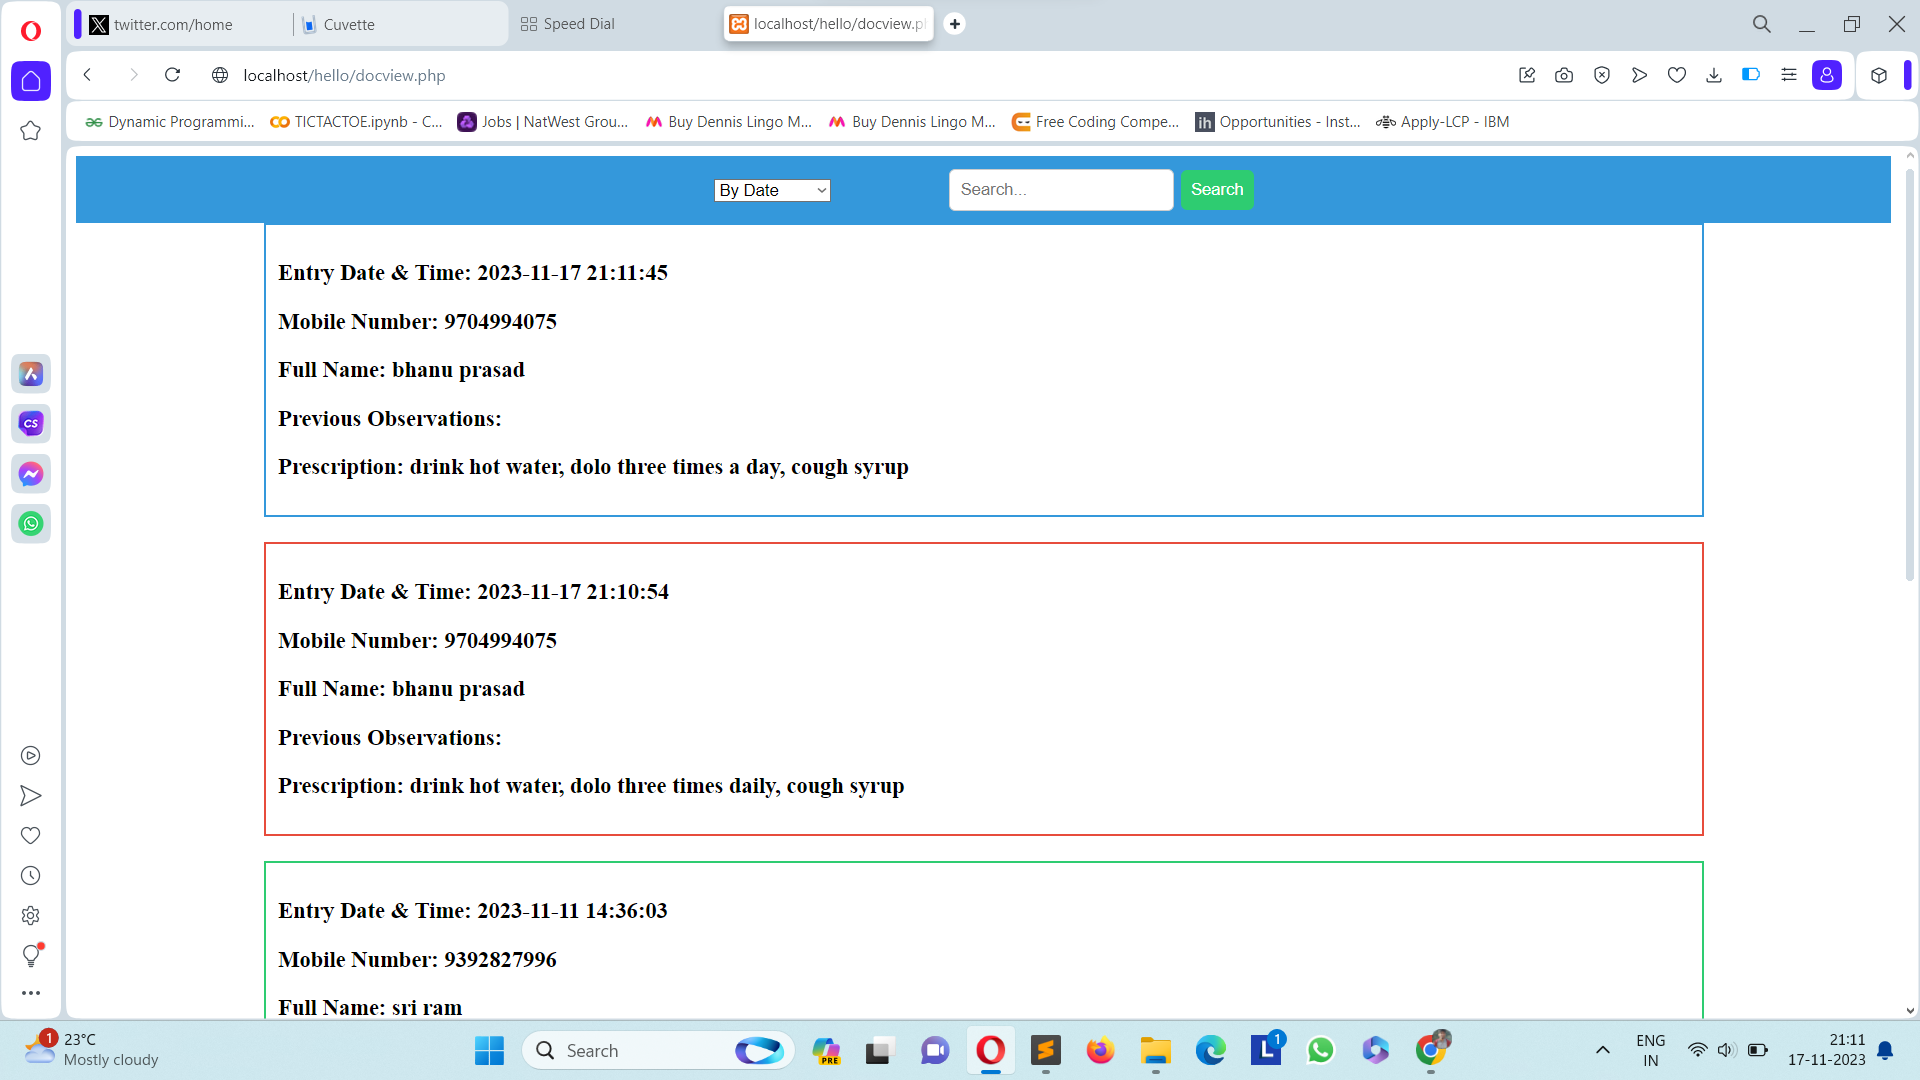 twitter.com/home
Cuvette
Speed Dial
localhost/hello/docview.p
localhost/hello/docview.php
Dynamic Programmi...
TICTACTOE.ipynb - C...
Jobs | NatWest Grou...
Buy Dennis Lingo M...
Buy Dennis Lingo M...
Free Coding Compe...
ih
Opportunities - Inst...
Apply-LCP - IBM
By Date
Search...
Search
Entry Date & Time: 2023-11-17 21:11:45
Mobile Number: 9704994075
Full Name: bhanu prasad
Previous Observations:
Prescription: drink hot water, dolo three times a day, cough syrup
Entry Date & Time: 2023-11-17 21:10:54
Mobile Number: 9704994075
Full Name: bhanu prasad
Previous Observations:
Prescription: drink hot water, dolo three times daily, cough syrup
Entry Date & Time: 2023-11-11 14:36:03
Mobile Number: 9392827996
Full Name: sri ram
CS
1
23°C
Mostly cloudy
Search
PRE
L
1
ENG
IN
21:11
17-11-2023